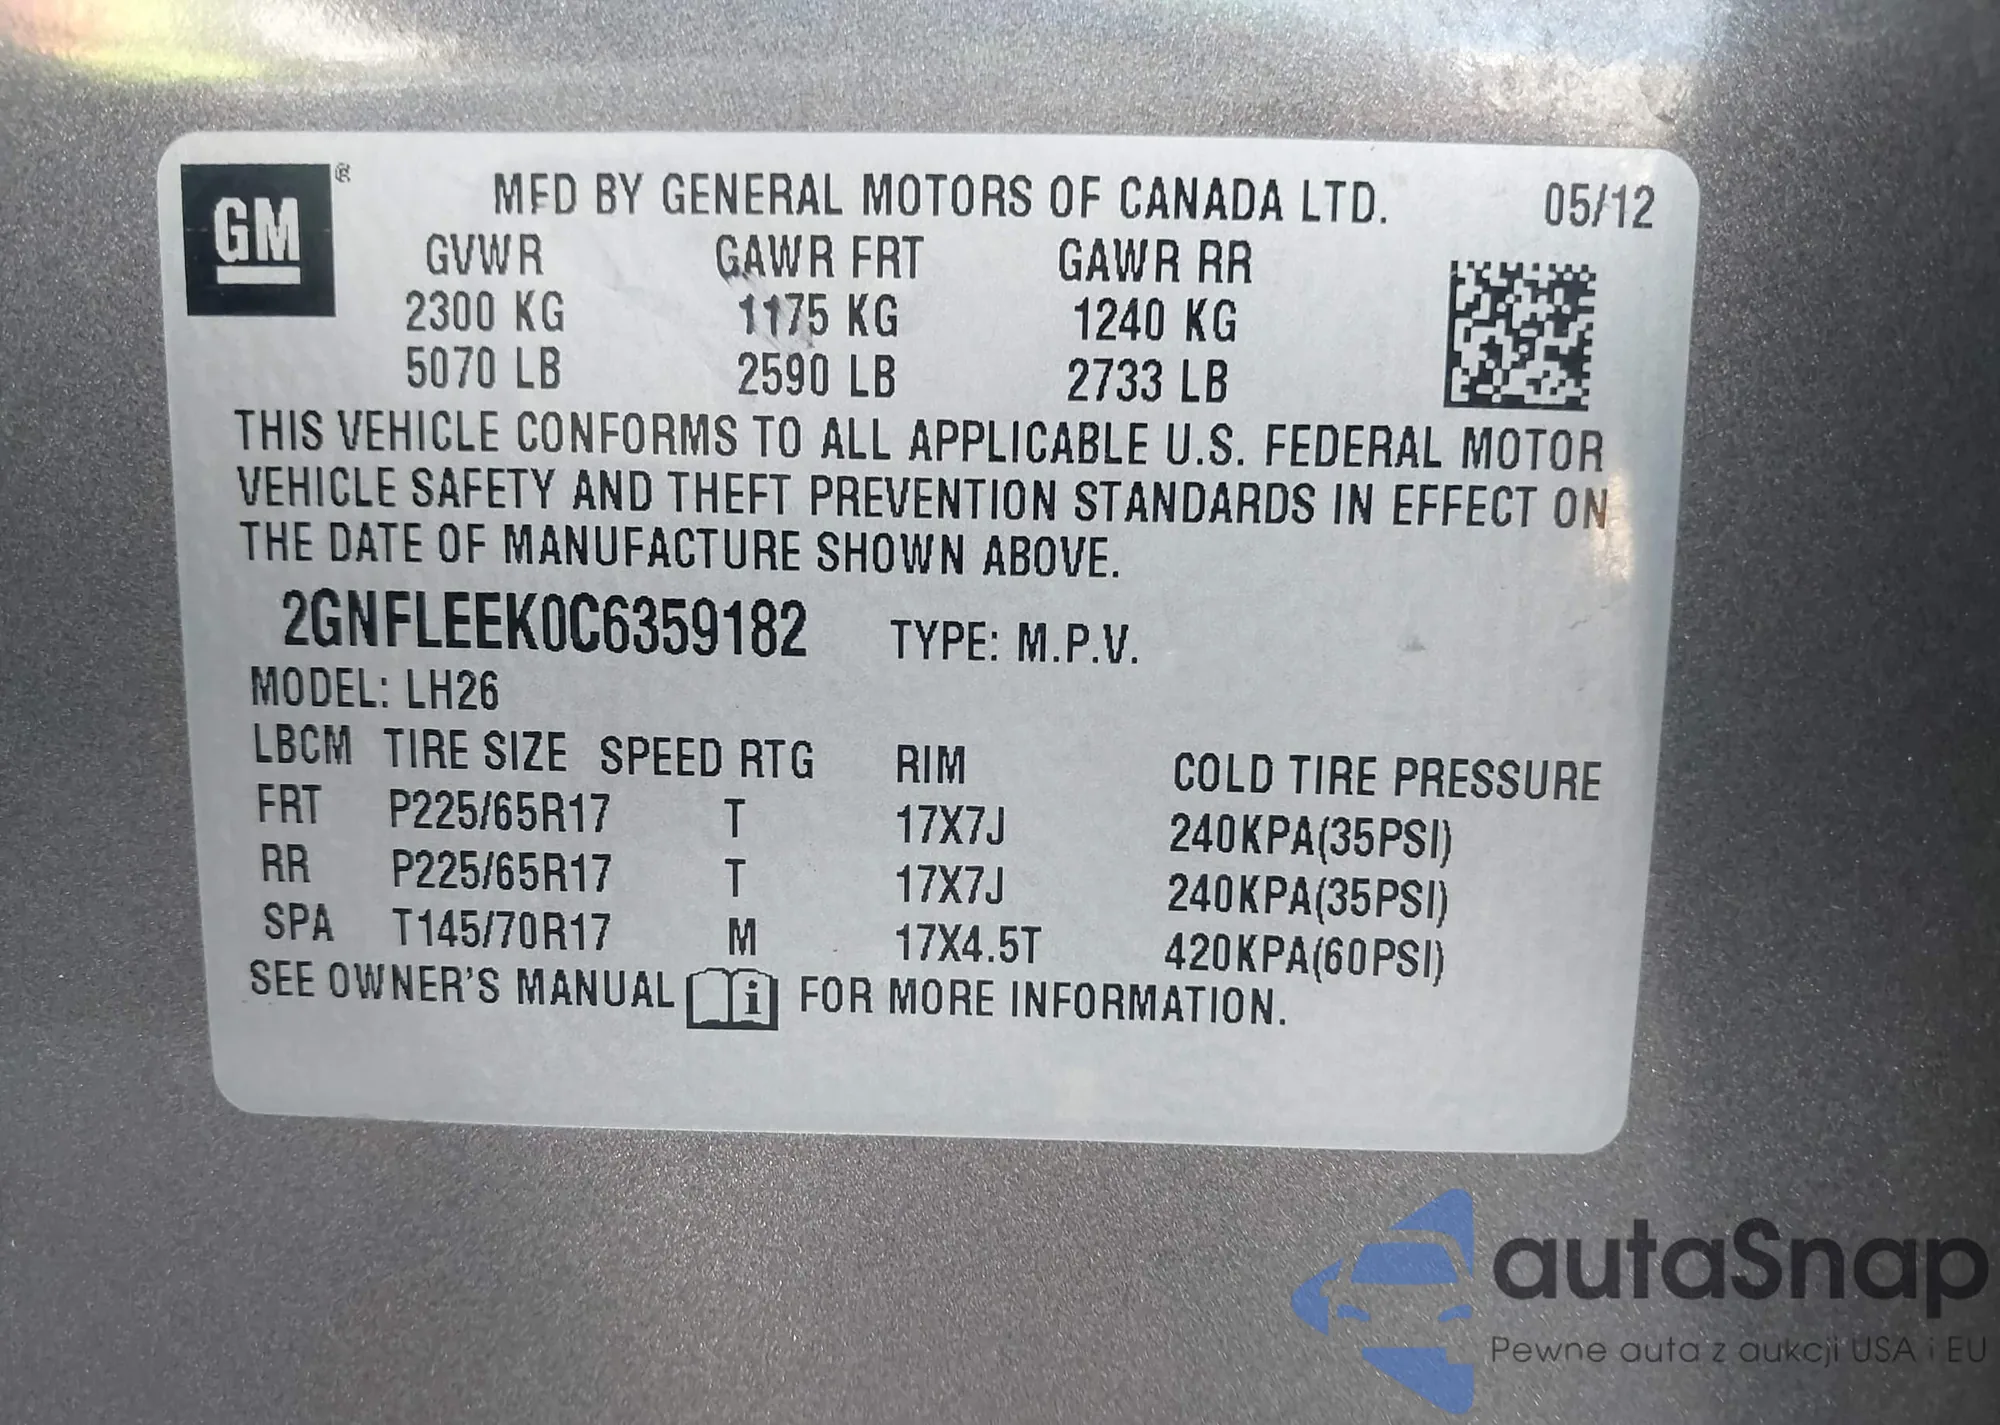 GM ®
MFD BY GENERAL MOTORS OF CANADA LTD. 05/12
GVWR GAWR FRT GAWR RR
2300 KG 1175 KG 1240 KG
5070 LB 2590 LB 2733 LB
THIS VEHICLE CONFORMS TO ALL APPLICABLE U.S. FEDERAL MOTOR
VEHICLE SAFETY AND THEFT PREVENTION STANDARDS IN EFFECT ON
THE DATE OF MANUFACTURE SHOWN ABOVE.
2GNFLEEK0C6359182 TYPE: M.P.V.
MODEL: LH26
LBCM TIRE SIZE SPEED RTG RIM COLD TIRE PRESSURE
FRT P225/65R17 T 17X7J 240KPA(35PSI)
RR P225/65R17 T 17X7J 240KPA(35PSI)
SPA T145/70R17 M 17X4.5T 420KPA(60PSI)
SEE OWNER'S MANUAL i FOR MORE INFORMATION.
autaSnap
Pewne auta z aukcji USA i EU